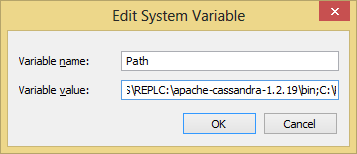 Edit System Variable
Variable name: Path
Variable value: S\REPLC:\apache-cassandra-1.2.19\bin;C:\
OK Cancel